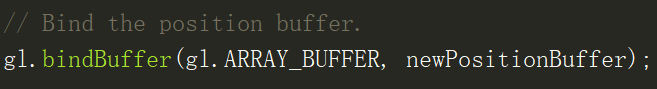 // Bind the position buffer.
gl.bindBuffer(gl.ARRAY_BUFFER, newPositionBuffer);